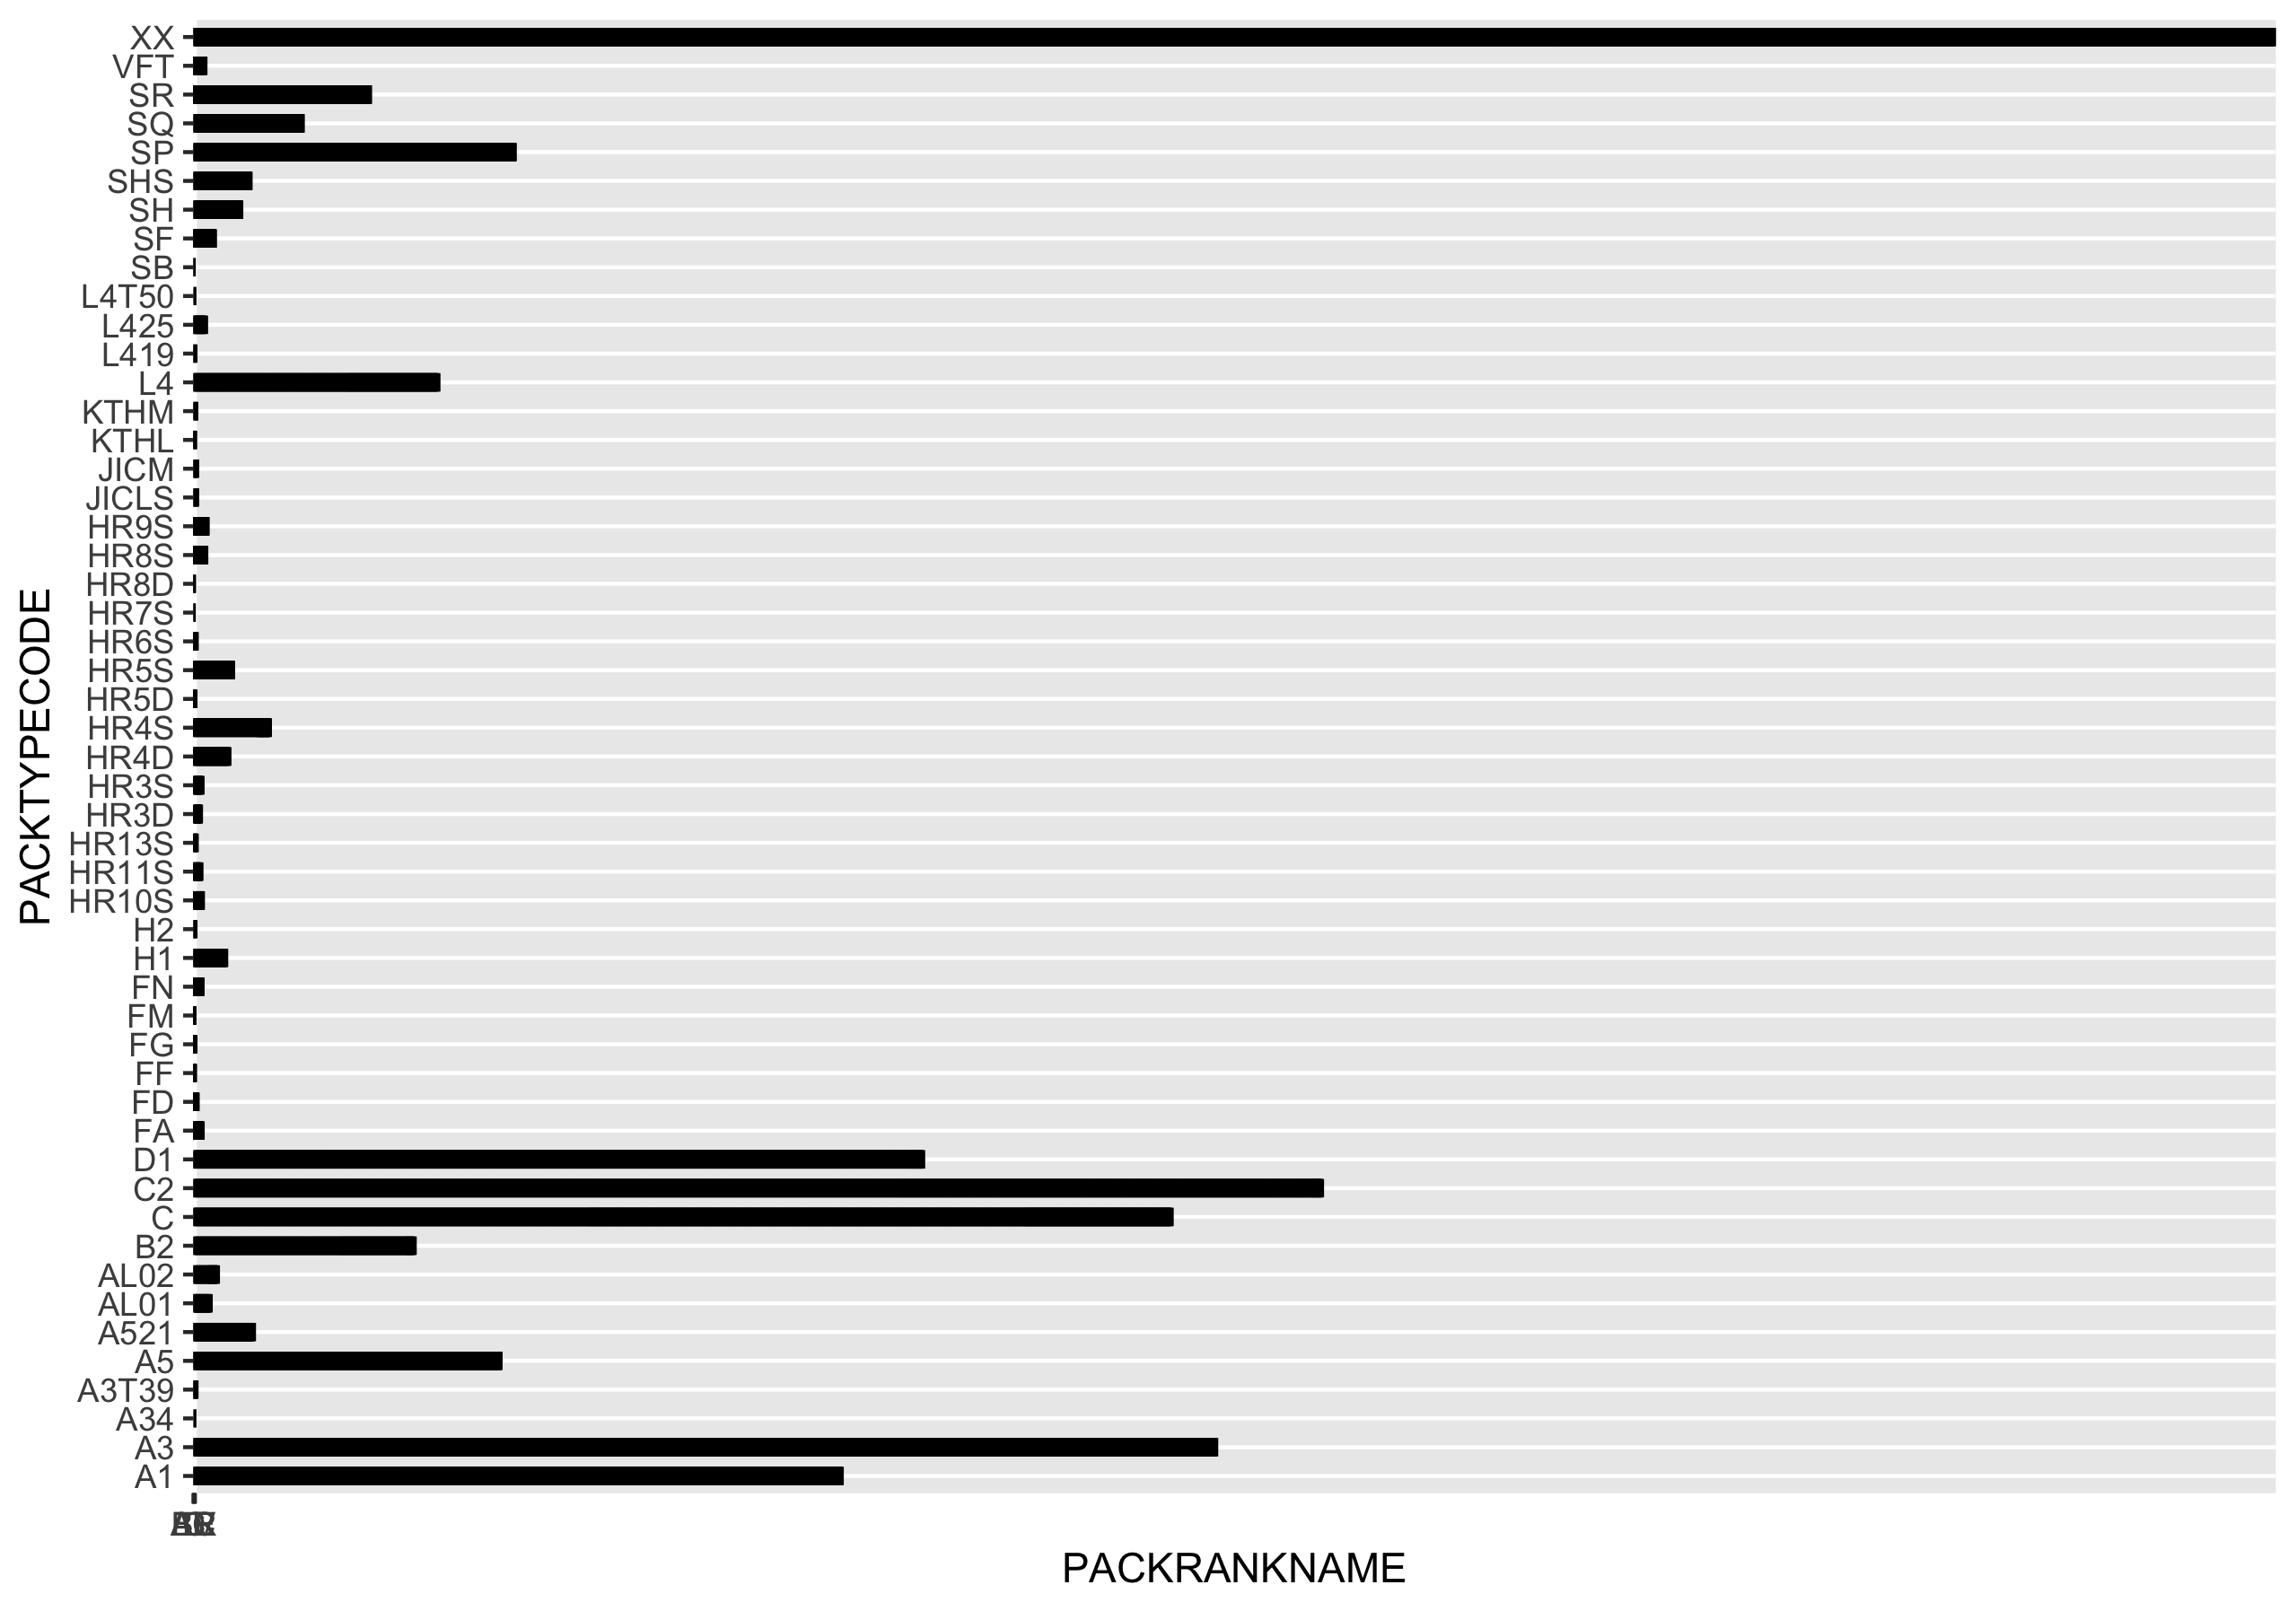 XX
VFT
SR
SQ
SP
SHS
SH
SF
SB
L4T50
L425
L419
L4
KTHM
KTHL
JICM
JICLS
HR9S
HR8S
HR8D
HR7S
HR6S
HR5S
HR5D
HR4S
HR4D
HR3S
HR3D
HR13S
HR11S
HR10S
H2
H1
FN
FM
FG
FF
FD
FA
D1
C2
C
B2
AL02
AL01
A521
A5
A3T39
A34
A3
A1
PACKTYPECODE
PACKRANKNAME